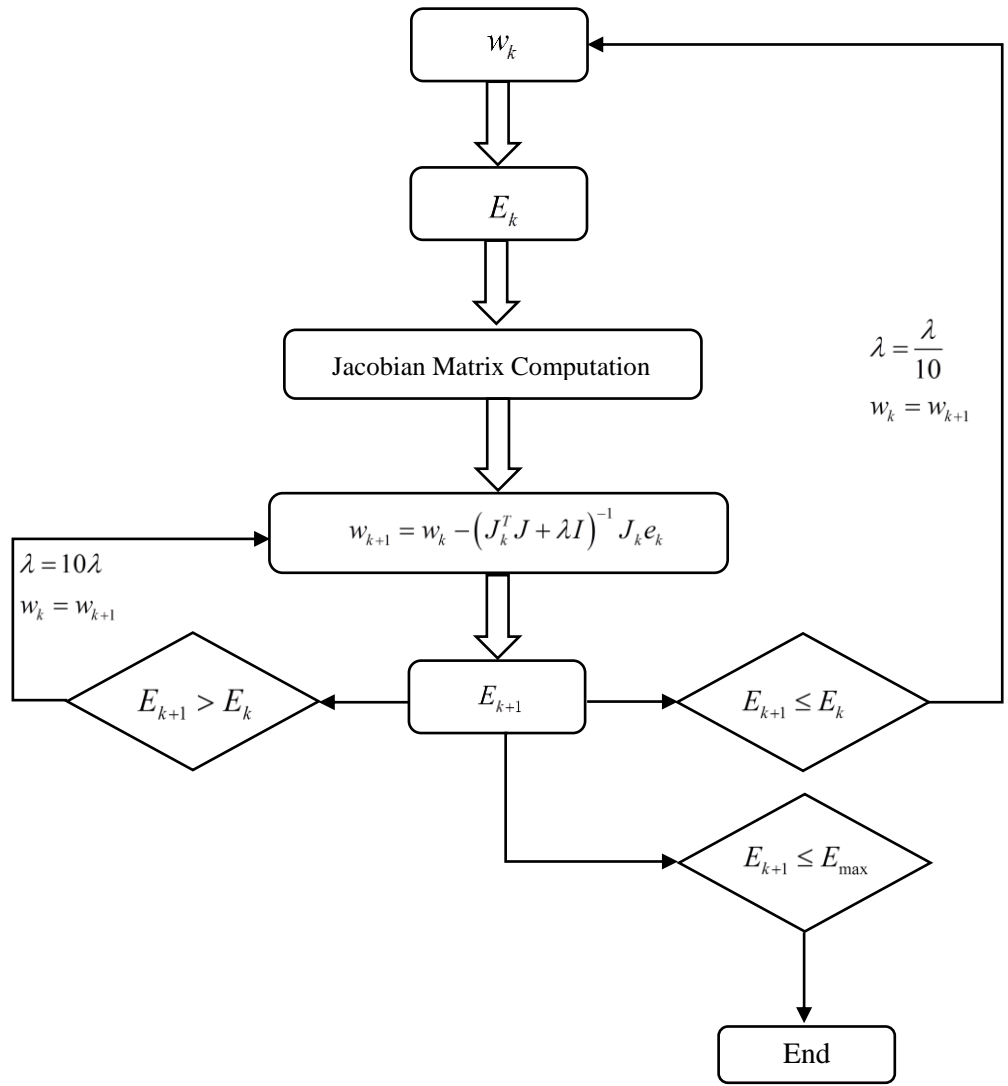 w_k
E_k
λ = λ/10
w_k = w_{k+1}
Jacobian Matrix Computation
w_{k+1} = w_k − (J_k^T J + λI)^{−1} J_k e_k
λ = 10λ
w_k = w_{k+1}
E_{k+1} > E_k
E_{k+1}
E_{k+1} ≤ E_k
E_{k+1} ≤ E_max
End